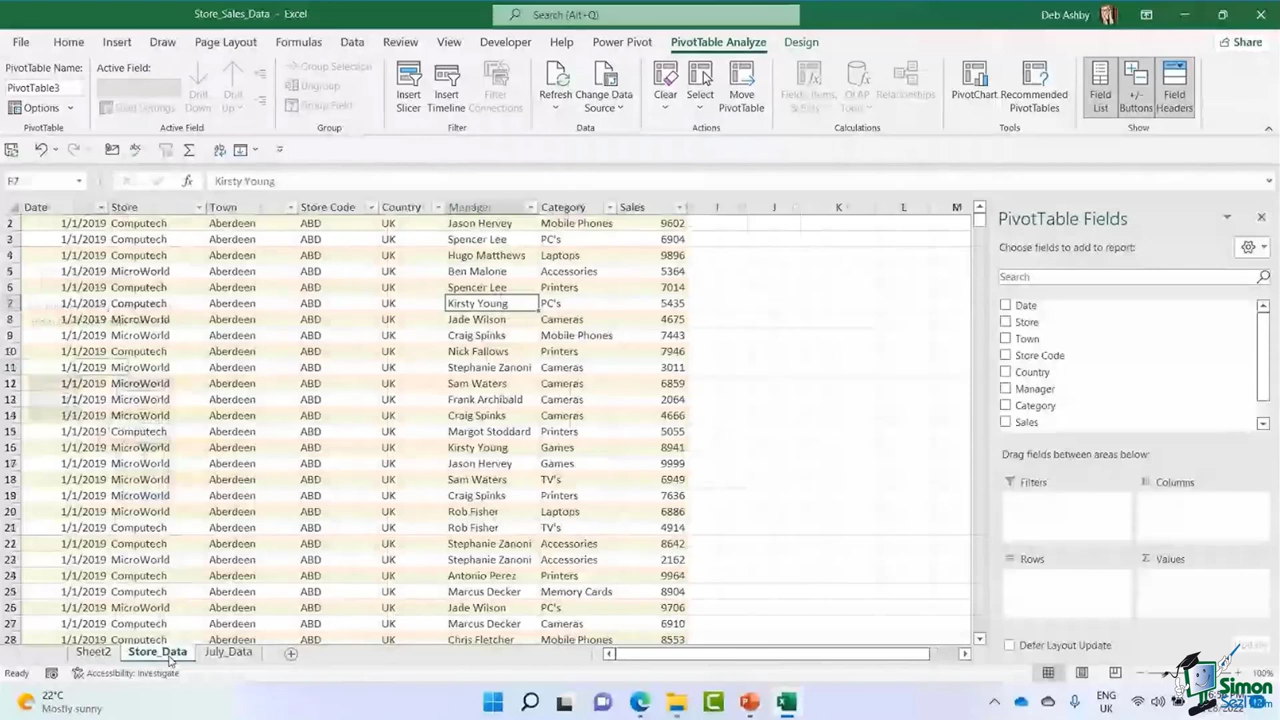 Store_Sales_Data - Excel
Search (Alt+Q)
Deb Ashby
File Home Insert Draw Page Layout Formulas Data Review View Developer Help Power Pivot PivotTable Analyze Design Share
PivotTable Name:
PivotTable3
Options
PivotTable
Active Field:
Field Settings
Drill Down
Drill Up
Active Field
Group Selection
Ungroup
Group Field
Group
Insert Slicer
Insert Timeline
Filter Connections
Filter
Refresh
Change Data Source
Data
Clear
Select
Move PivotTable
Actions
Fields, Items, & Sets
OLAP Tools
Relationships
Calculations
PivotChart
Recommended PivotTables
Tools
Field List
+/- Buttons
Field Headers
Show
F7 fx Kirsty Young
Date Store Town Store Code Country Manager Category Sales I J K L M
2 1/1/2019 Computech Aberdeen ABD UK Jason Hervey Mobile Phones 9602
3 1/1/2019 Computech Aberdeen ABD UK Spencer Lee PC's 6904
4 1/1/2019 Computech Aberdeen ABD UK Hugo Matthews Laptops 9896
5 1/1/2019 MicroWorld Aberdeen ABD UK Ben Malone Accessories 5364
6 1/1/2019 Computech Aberdeen ABD UK Spencer Lee Printers 7014
7 1/1/2019 Computech Aberdeen ABD UK Kirsty Young PC's 5435
8 1/1/2019 MicroWorld Aberdeen ABD UK Jade Wilson Cameras 4675
9 1/1/2019 MicroWorld Aberdeen ABD UK Craig Spinks Mobile Phones 7443
10 1/1/2019 Computech Aberdeen ABD UK Nick Fallows Printers 7946
11 1/1/2019 MicroWorld Aberdeen ABD UK Stephanie Zanoni Cameras 3011
12 1/1/2019 MicroWorld Aberdeen ABD UK Sam Waters Cameras 6859
13 1/1/2019 MicroWorld Aberdeen ABD UK Frank Archibald Cameras 2064
14 1/1/2019 MicroWorld Aberdeen ABD UK Craig Spinks Cameras 4666
15 1/1/2019 Computech Aberdeen ABD UK Margot Stoddard Printers 5055
16 1/1/2019 MicroWorld Aberdeen ABD UK Kirsty Young Games 8941
17 1/1/2019 MicroWorld Aberdeen ABD UK Jason Hervey Games 9999
18 1/1/2019 MicroWorld Aberdeen ABD UK Sam Waters TV's 6949
19 1/1/2019 MicroWorld Aberdeen ABD UK Craig Spinks Printers 7636
20 1/1/2019 MicroWorld Aberdeen ABD UK Rob Fisher Laptops 6886
21 1/1/2019 Computech Aberdeen ABD UK Rob Fisher TV's 4914
22 1/1/2019 Computech Aberdeen ABD UK Stephanie Zanoni Accessories 8642
23 1/1/2019 MicroWorld Aberdeen ABD UK Stephanie Zanoni Accessories 2162
24 1/1/2019 Computech Aberdeen ABD UK Antonio Perez Printers 9964
25 1/1/2019 Computech Aberdeen ABD UK Marcus Decker Memory Cards 8904
26 1/1/2019 MicroWorld Aberdeen ABD UK Jade Wilson PC's 9706
27 1/1/2019 Computech Aberdeen ABD UK Marcus Decker Cameras 6910
28 1/1/2019 Computech Aberdeen ABD UK Chris Fletcher Mobile Phones 8553
PivotTable Fields
Choose fields to add to report:
Search
Date
Store
Town
Store Code
Country
Manager
Category
Sales
Drag fields between areas below:
Filters Columns
Rows Σ Values
Defer Layout Update Update
Sheet2 Store_Data July_Data
Ready Accessibility: Investigate 100%
22°C
Mostly sunny
ENG
UK
Simon